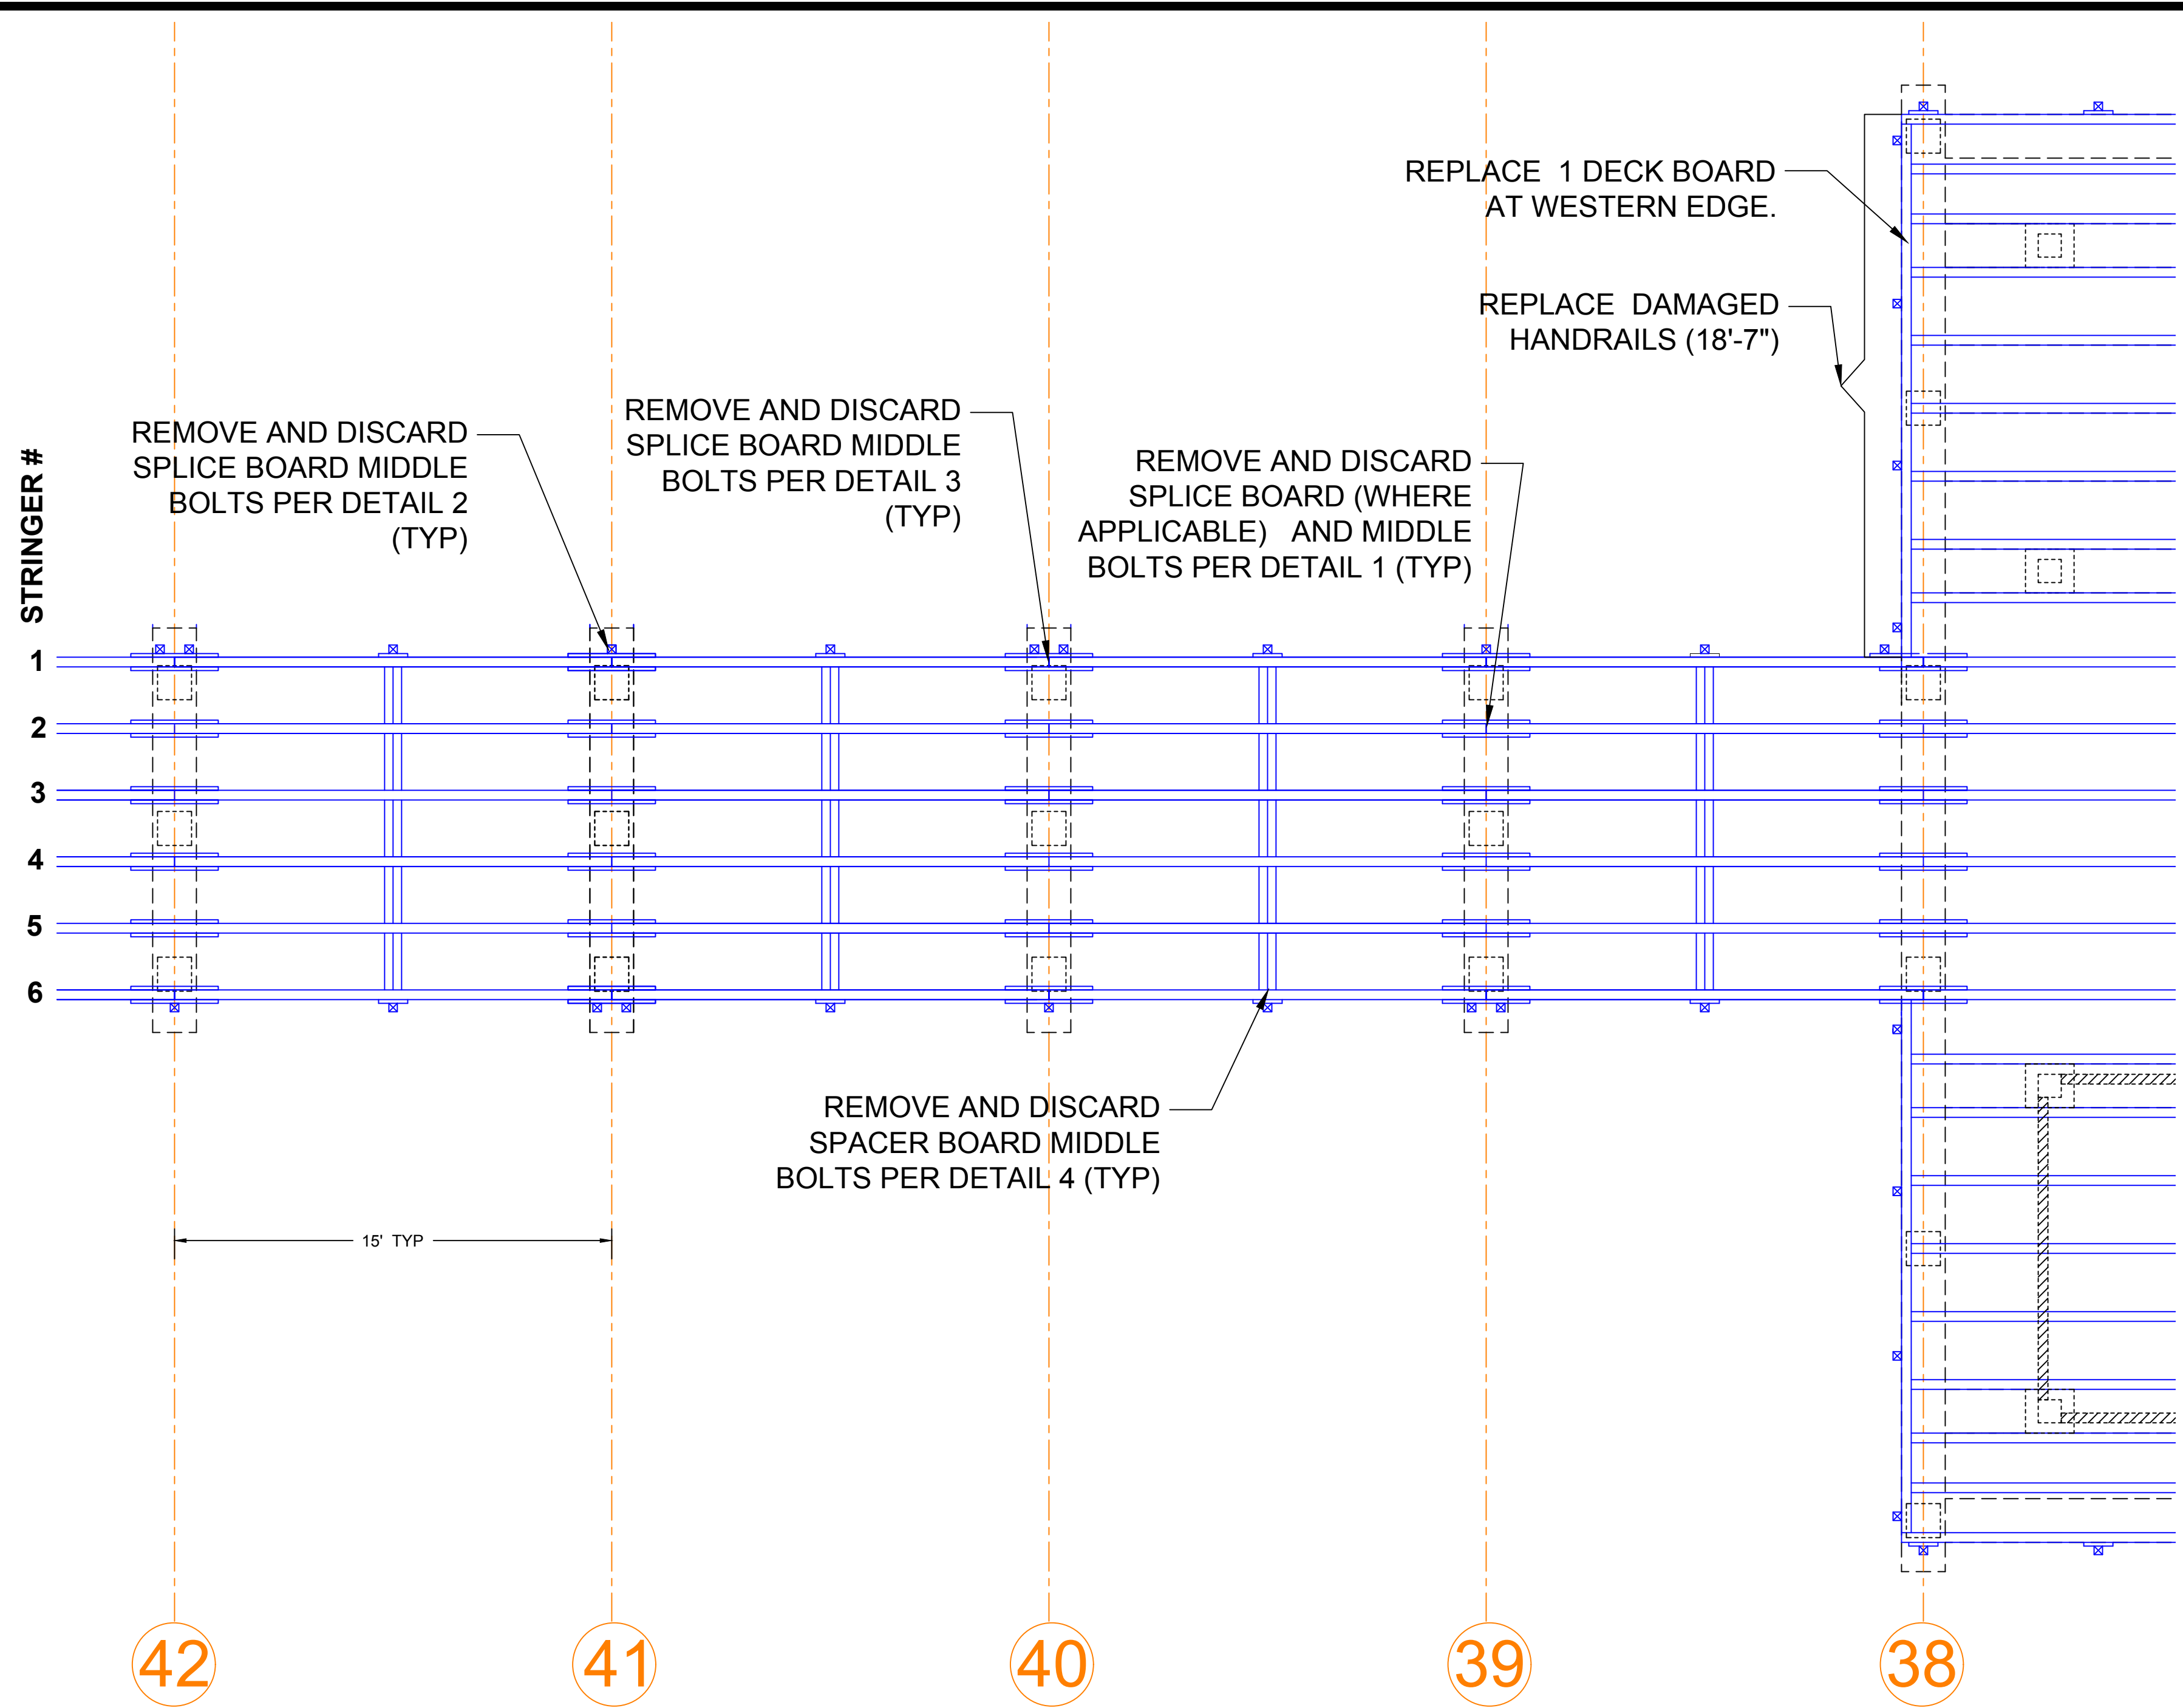 REPLACE 1 DECK BOARD
AT WESTERN EDGE.
REPLACE DAMAGED
HANDRAILS (18'-7")
REMOVE AND DISCARD
SPLICE BOARD MIDDLE
BOLTS PER DETAIL 2
(TYP)
REMOVE AND DISCARD
SPLICE BOARD MIDDLE
BOLTS PER DETAIL 3
(TYP)
REMOVE AND DISCARD
SPLICE BOARD (WHERE
APPLICABLE) AND MIDDLE
BOLTS PER DETAIL 1 (TYP)
STRINGER #
1
2
3
4
5
6
REMOVE AND DISCARD
SPACER BOARD MIDDLE
BOLTS PER DETAIL 4 (TYP)
15' TYP
42
41
40
39
38